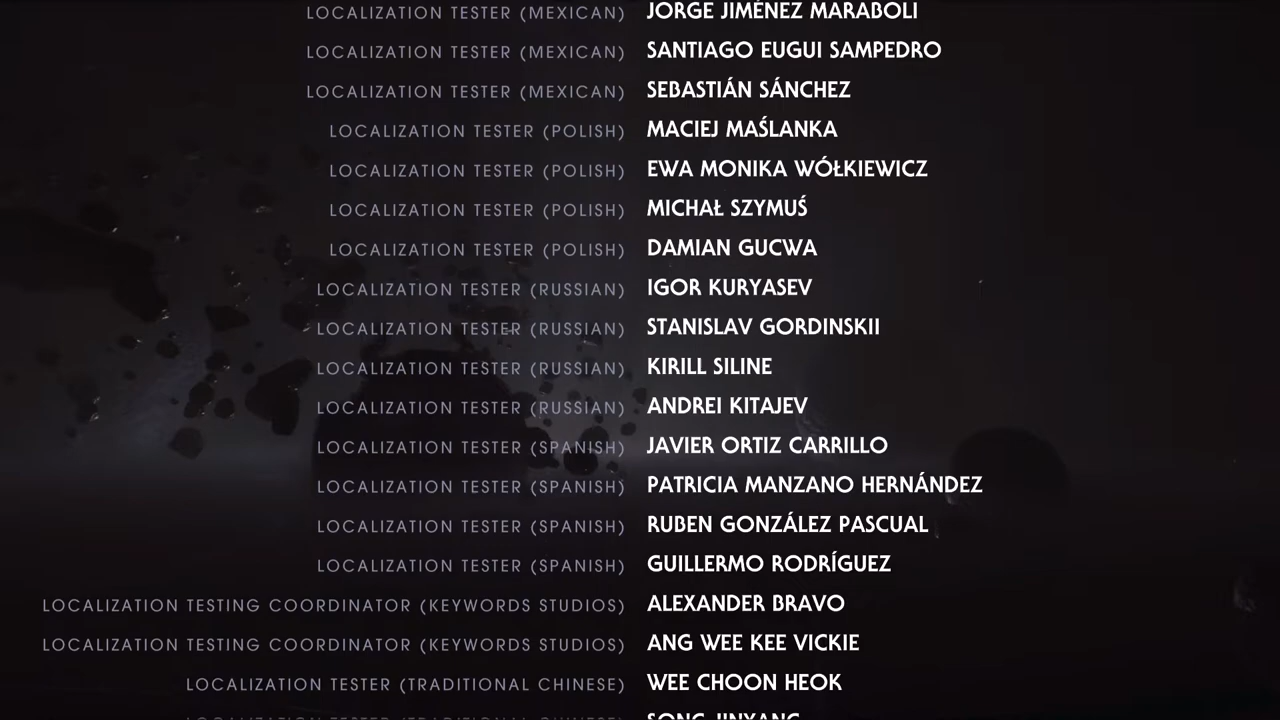 LOCALIZATION TESTER (MEXICAN) JORGE JIMÉNEZ MARABOLI
LOCALIZATION TESTER (MEXICAN) SANTIAGO EUGUI SAMPEDRO
LOCALIZATION TESTER (MEXICAN) SEBASTIÁN SÁNCHEZ
LOCALIZATION TESTER (POLISH) MACIEJ MAŚLANKA
LOCALIZATION TESTER (POLISH) EWA MONIKA WÓŁKIEWICZ
LOCALIZATION TESTER (POLISH) MICHAŁ SZYMUŚ
LOCALIZATION TESTER (POLISH) DAMIAN GUCWA
LOCALIZATION TESTER (RUSSIAN) IGOR KURYASEV
LOCALIZATION TESTER (RUSSIAN) STANISLAV GORDINSKII
LOCALIZATION TESTER (RUSSIAN) KIRILL SILINE
LOCALIZATION TESTER (RUSSIAN) ANDREI KITAJEV
LOCALIZATION TESTER (SPANISH) JAVIER ORTIZ CARRILLO
LOCALIZATION TESTER (SPANISH) PATRICIA MANZANO HERNÁNDEZ
LOCALIZATION TESTER (SPANISH) RUBEN GONZÁLEZ PASCUAL
LOCALIZATION TESTER (SPANISH) GUILLERMO RODRÍGUEZ
LOCALIZATION TESTING COORDINATOR (KEYWORDS STUDIOS) ALEXANDER BRAVO
LOCALIZATION TESTING COORDINATOR (KEYWORDS STUDIOS) ANG WEE KEE VICKIE
LOCALIZATION TESTER (TRADITIONAL CHINESE) WEE CHOON HEOK